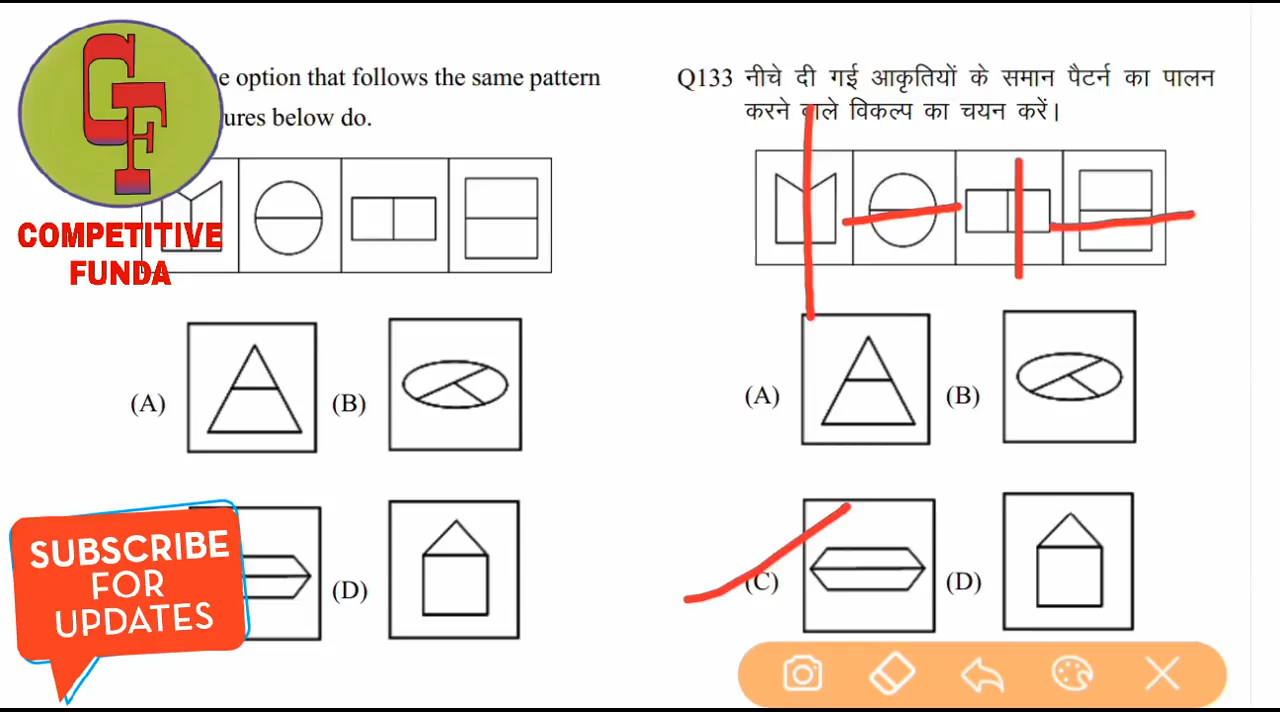 option that follows the same pattern
below do.
Q133 नीचे दी गई आकृतियों के समान पैटर्न का पालन
करने वाले विकल्प का चयन करें।
CF
COMPETITIVE
FUNDA
(A)
(B)
(D)
(A)
(B)
(C)
(D)
SUBSCRIBE
FOR
UPDATES